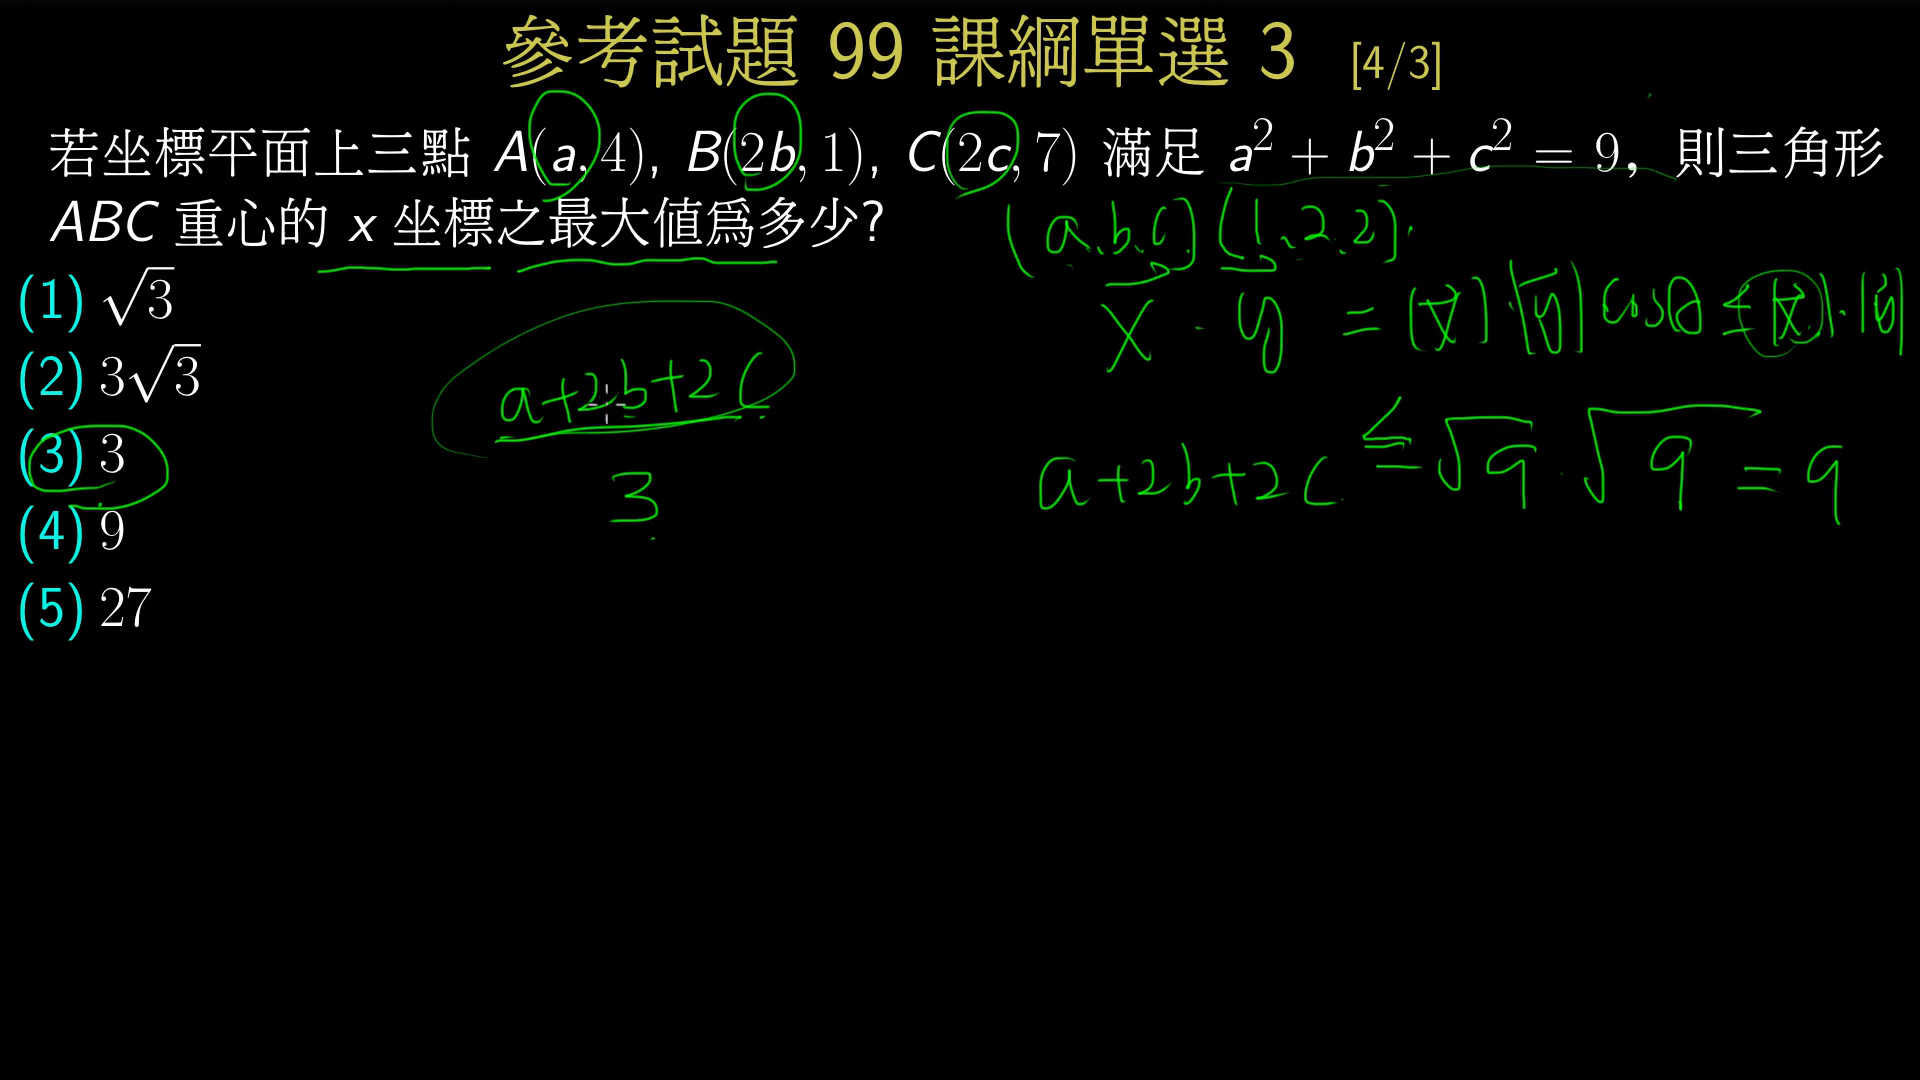 參考試題 99 課綱單選 3 [4/3]
若坐標平面上三點 A(a, 4), B(2b, 1), C(2c, 7) 滿足 a² + b² + c² = 9, 則三角形
ABC 重心的 x 坐標之最大值爲多少?
(a, b, c) (1, 2, 2)
(1) √3
x · y = |x| · |y| cosθ ≤ |x| · |y|
(2) 3√3
a+2b+2c
(3) 3
3
a+2b+2c ≤ √9 · √9 = 9
(4) 9
(5) 27